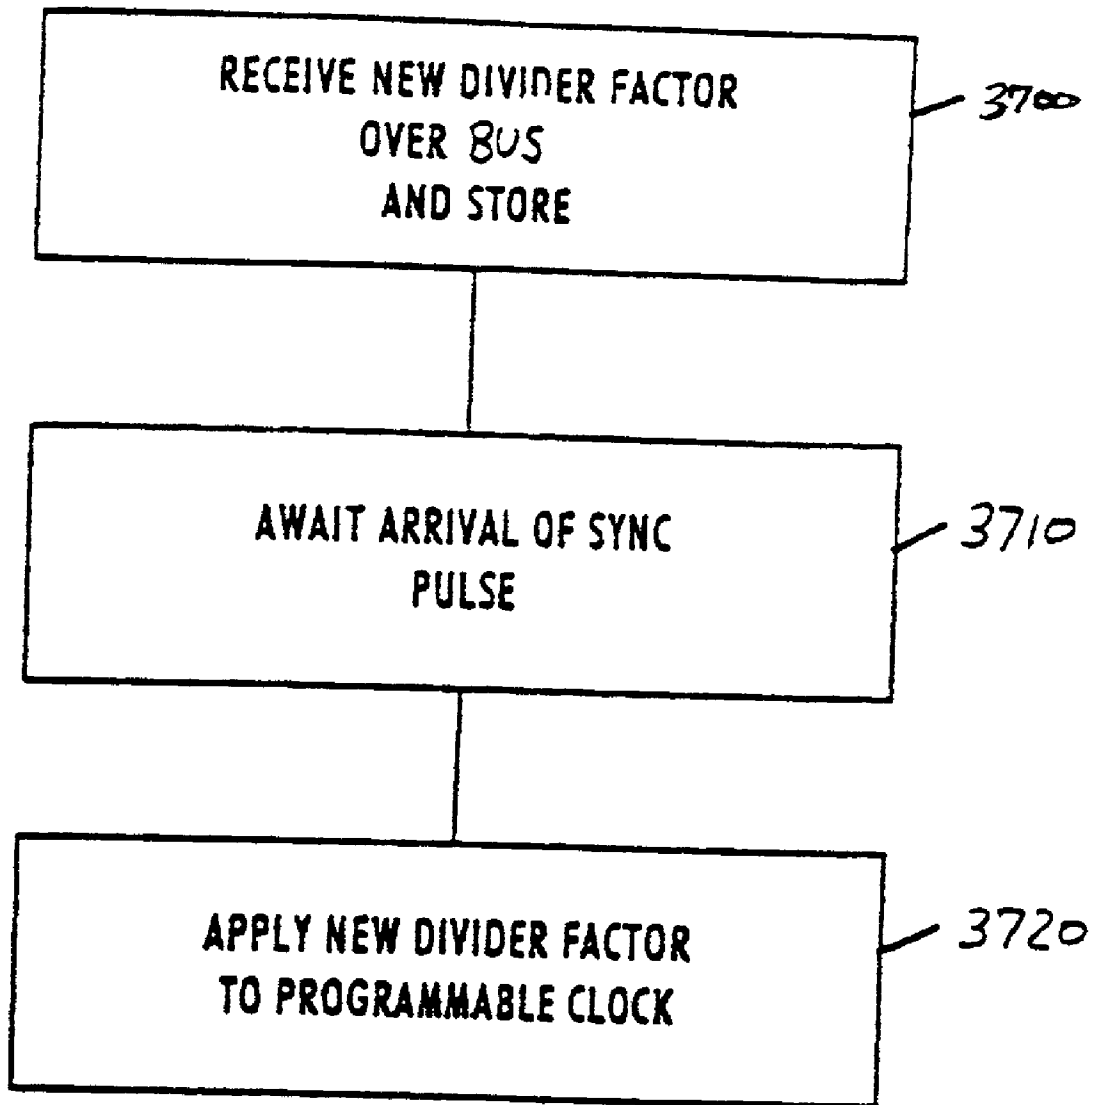 RECEIVE NEW DIVIDER FACTOR
OVER BUS
AND STORE
3700
AWAIT ARRIVAL OF SYNC
PULSE
3710
APPLY NEW DIVIDER FACTOR
TO PROGRAMMABLE CLOCK
3720